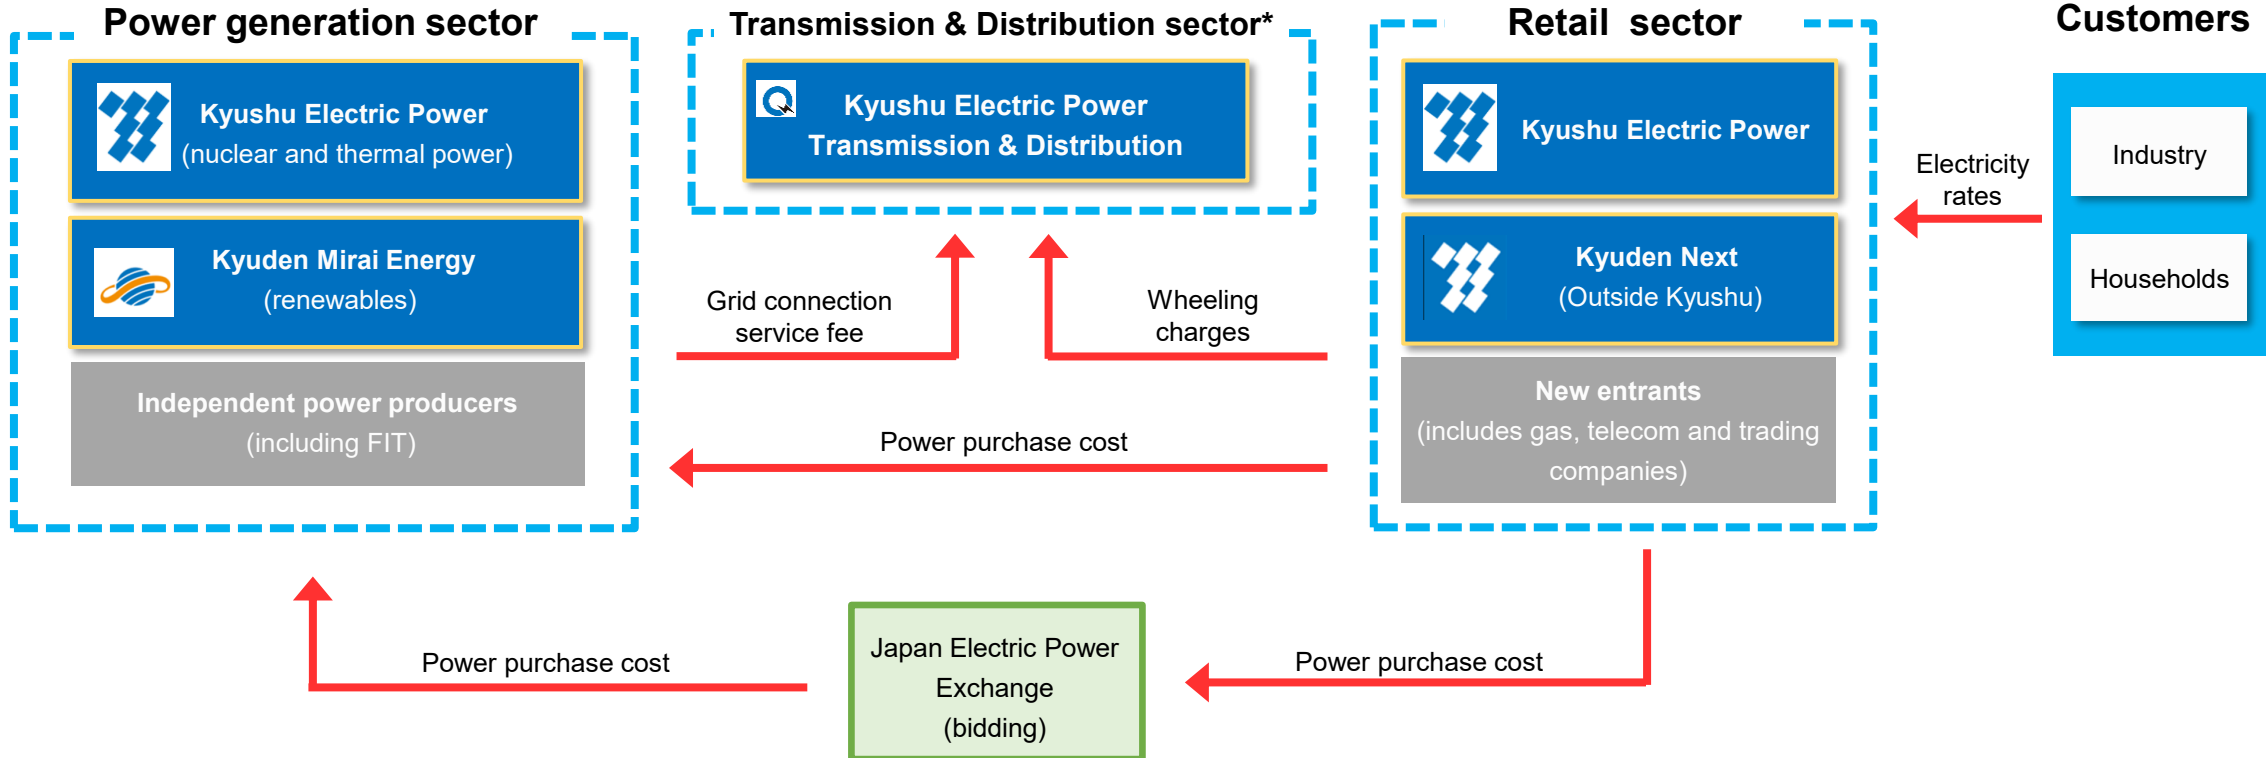 Power generation sector
Kyushu Electric Power
(nuclear and thermal power)
Kyuden Mirai Energy
(renewables)
Independent power producers
(including FIT)
Transmission & Distribution sector*
Kyushu Electric Power
Transmission & Distribution
Grid connection
service fee
Wheeling
charges
Power purchase cost
Retail sector
Kyushu Electric Power
Kyuden Next
(Outside Kyushu)
New entrants
(includes gas, telecom and trading
companies)
Electricity
rates
Customers
Industry
Households
Power purchase cost
Japan Electric Power
Exchange
(bidding)
Power purchase cost